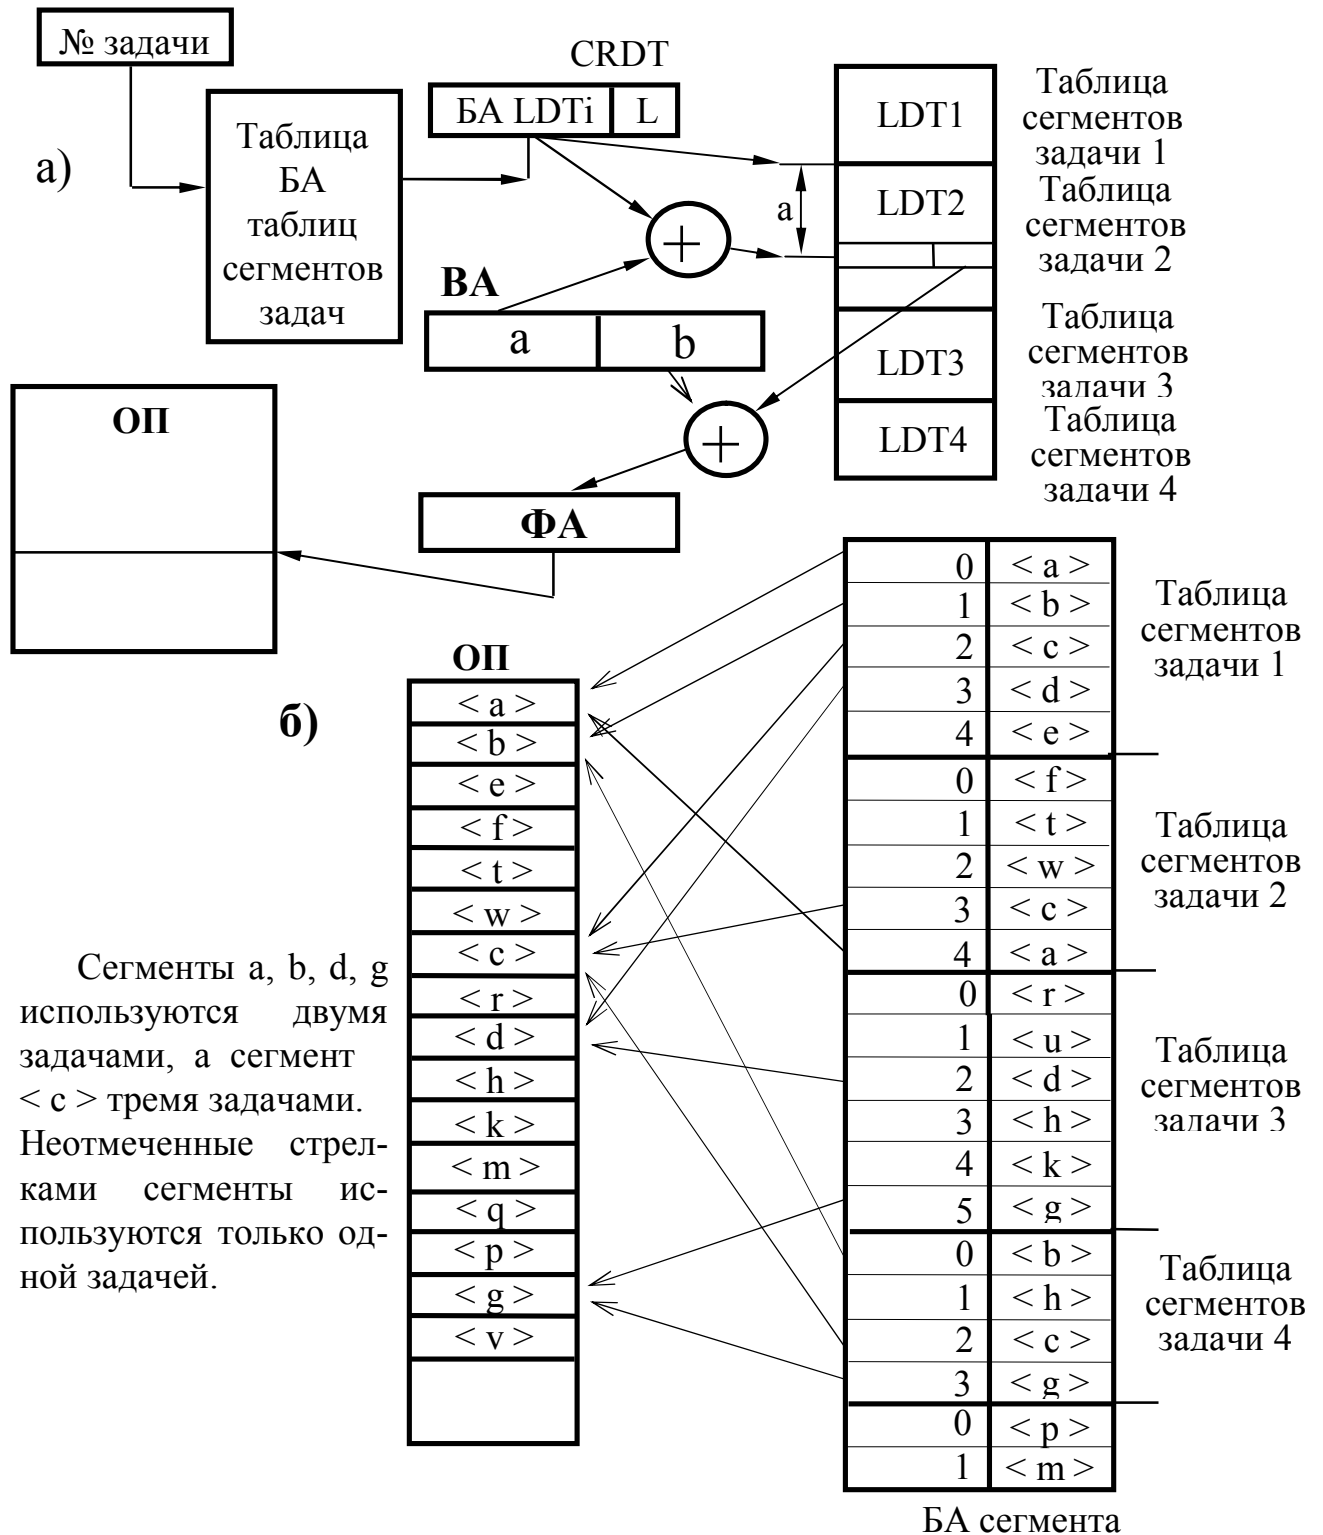 № задачи
CRDT
БА LDTi L
а)
Таблица
БА
таблиц
сегментов
задач
LDT1
Таблица
сегментов
задачи 1
a
LDT2
Таблица
сегментов
задачи 2
+
ВА
a b
LDT3
Таблица
сегментов
задачи 3
+
LDT4
Таблица
сегментов
задачи 4
ОП
ФА
б)
ОП
< a >
< b >
< e >
< f >
< t >
< w >
< c >
< r >
< d >
< h >
< k >
< m >
< q >
< p >
< g >
< v >
Сегменты a, b, d, g
используются двумя
задачами, а сегмент
< c > тремя задачами.
Неотмеченные стрел-
ками сегменты ис-
пользуются только од-
ной задачей.
0 < a >
1 < b >
2 < c >
3 < d >
4 < e >
Таблица
сегментов
задачи 1
0 < f >
1 < t >
2 < w >
3 < c >
4 < a >
Таблица
сегментов
задачи 2
0 < r >
1 < u >
2 < d >
3 < h >
4 < k >
5 < g >
Таблица
сегментов
задачи 3
0 < b >
1 < h >
2 < c >
3 < g >
Таблица
сегментов
задачи 4
0 < p >
1 < m >
БА сегмента